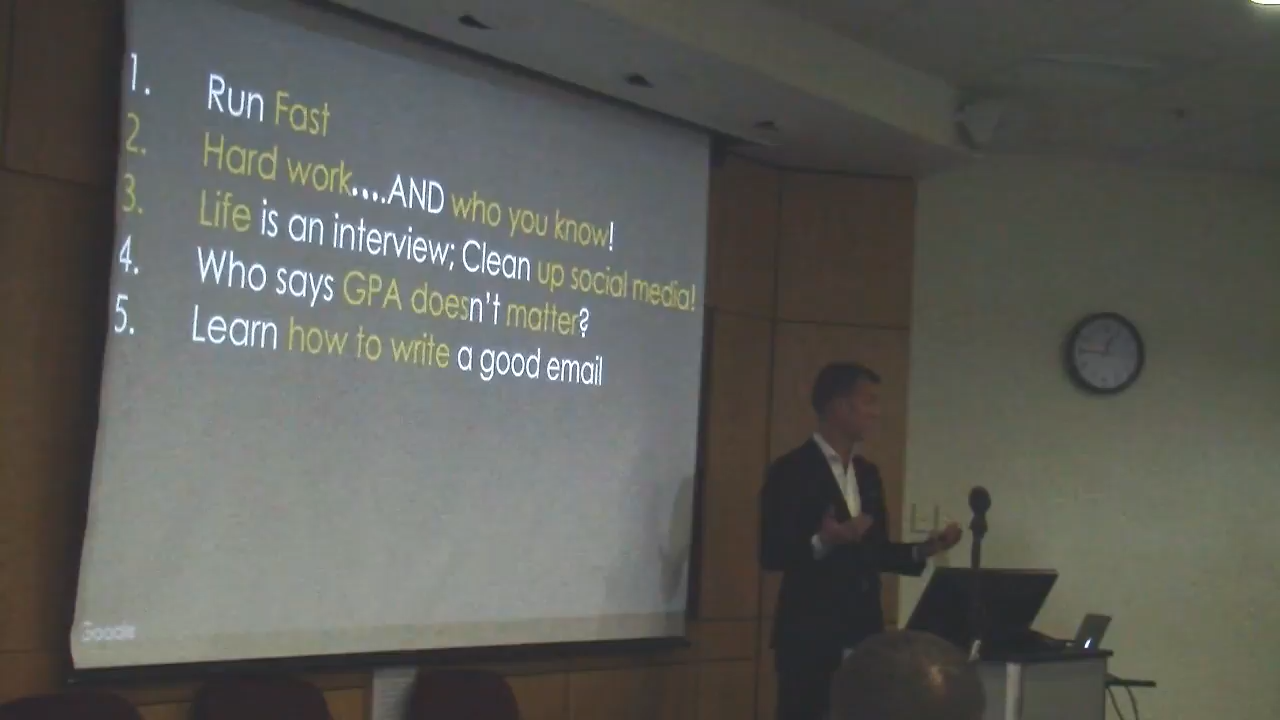 1. Run Fast
2. Hard work....AND who you know!
3. Life is an interview; Clean up social media!
4. Who says GPA doesn't matter?
5. Learn how to write a good email
Google